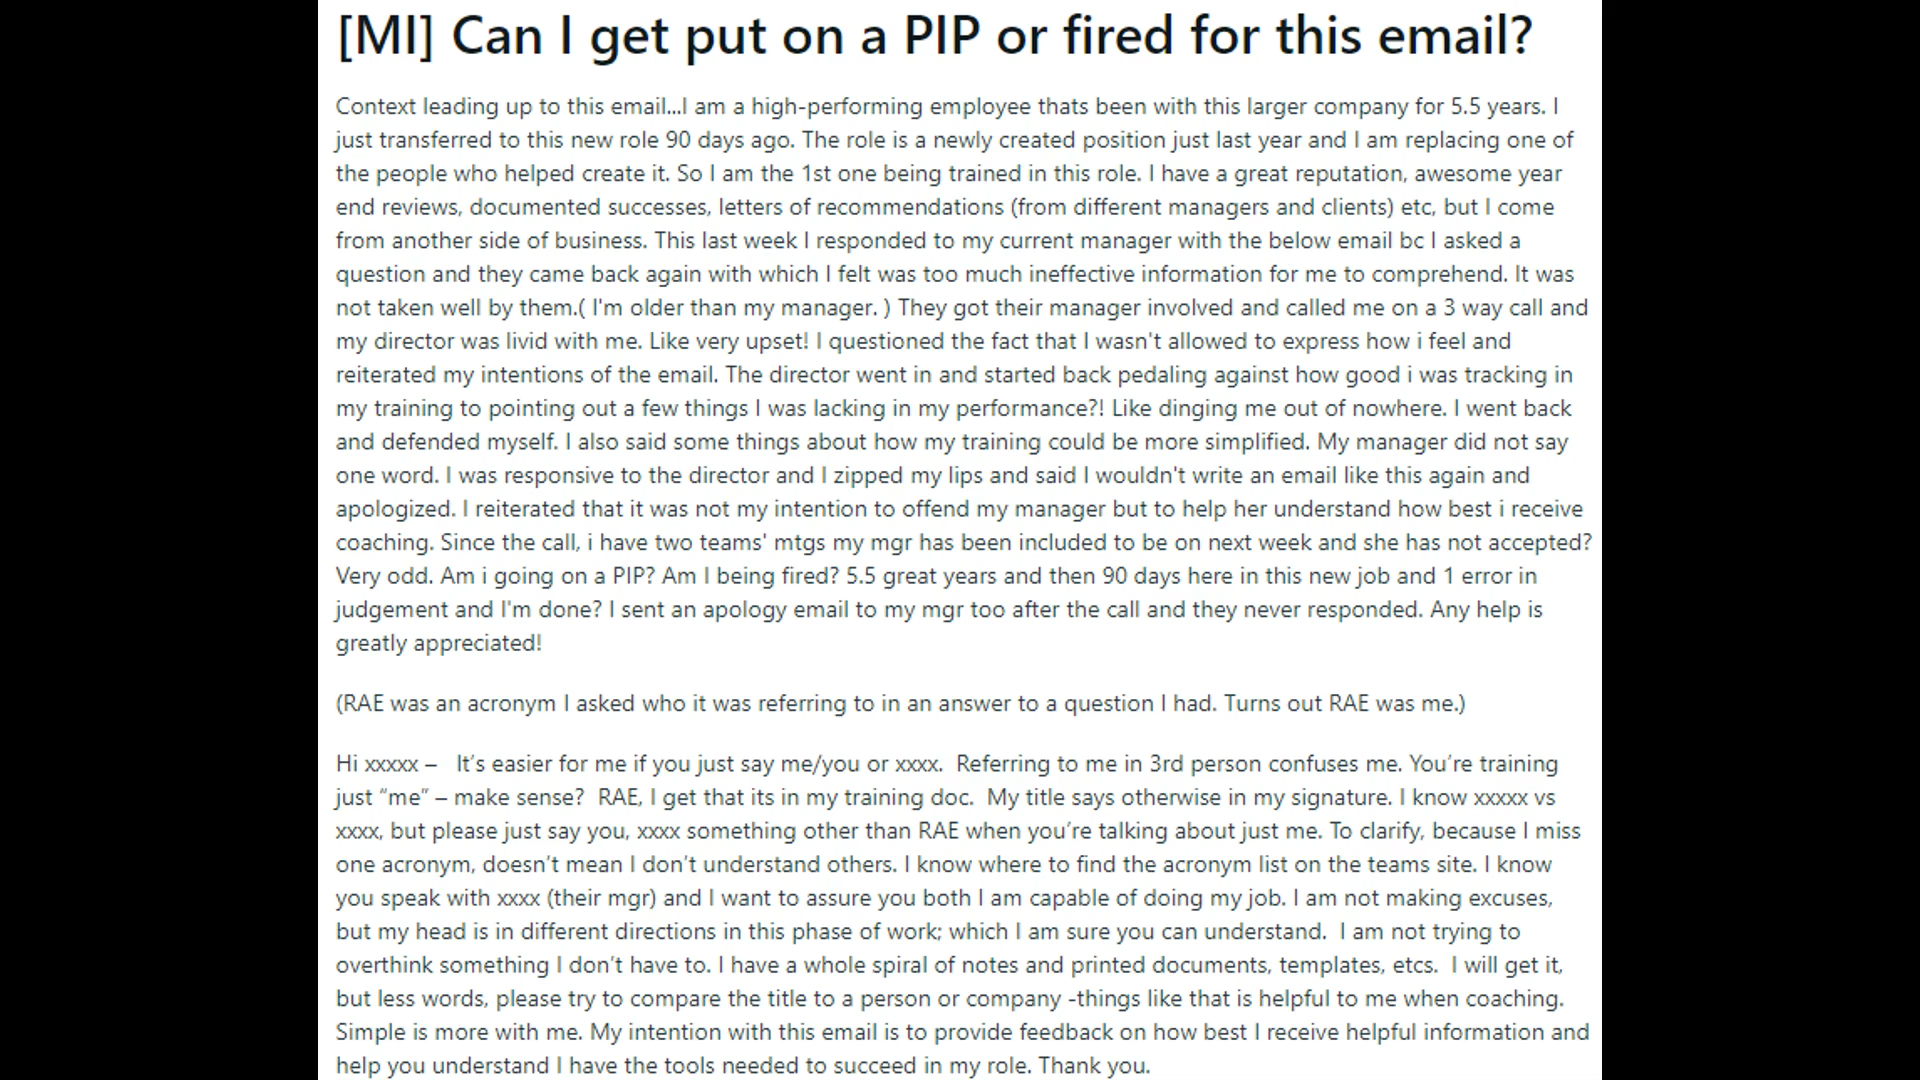 [MI] Can I get put on a PIP or fired for this email?
Context leading up to this email...I am a high-performing employee thats been with this larger company for 5.5 years. I
just transferred to this new role 90 days ago. The role is a newly created position just last year and I am replacing one of
the people who helped create it. So I am the 1st one being trained in this role. I have a great reputation, awesome year
end reviews, documented successes, letters of recommendations (from different managers and clients) etc, but I come
from another side of business. This last week I responded to my current manager with the below email bc I asked a
question and they came back again with which I felt was too much ineffective information for me to comprehend. It was
not taken well by them.( I'm older than my manager. ) They got their manager involved and called me on a 3 way call and
my director was livid with me. Like very upset! I questioned the fact that I wasn't allowed to express how i feel and
reiterated my intentions of the email. The director went in and started back pedaling against how good i was tracking in
my training to pointing out a few things I was lacking in my performance?! Like dinging me out of nowhere. I went back
and defended myself. I also said some things about how my training could be more simplified. My manager did not say
one word. I was responsive to the director and I zipped my lips and said I wouldn't write an email like this again and
apologized. I reiterated that it was not my intention to offend my manager but to help her understand how best i receive
coaching. Since the call, i have two teams' mtgs my mgr has been included to be on next week and she has not accepted?
Very odd. Am i going on a PIP? Am I being fired? 5.5 great years and then 90 days here in this new job and 1 error in
judgement and I'm done? I sent an apology email to my mgr too after the call and they never responded. Any help is
greatly appreciated!
(RAE was an acronym I asked who it was referring to in an answer to a question I had. Turns out RAE was me.)
Hi xxxxx –   It’s easier for me if you just say me/you or xxxx.  Referring to me in 3rd person confuses me. You’re training
just “me” – make sense?  RAE, I get that its in my training doc.  My title says otherwise in my signature. I know xxxxx vs
xxxx, but please just say you, xxxx something other than RAE when you’re talking about just me. To clarify, because I miss
one acronym, doesn’t mean I don’t understand others. I know where to find the acronym list on the teams site. I know
you speak with xxxx (their mgr) and I want to assure you both I am capable of doing my job. I am not making excuses,
but my head is in different directions in this phase of work; which I am sure you can understand.  I am not trying to
overthink something I don’t have to. I have a whole spiral of notes and printed documents, templates, etcs.  I will get it,
but less words, please try to compare the title to a person or company -things like that is helpful to me when coaching.
Simple is more with me. My intention with this email is to provide feedback on how best I receive helpful information and
help you understand I have the tools needed to succeed in my role. Thank you.